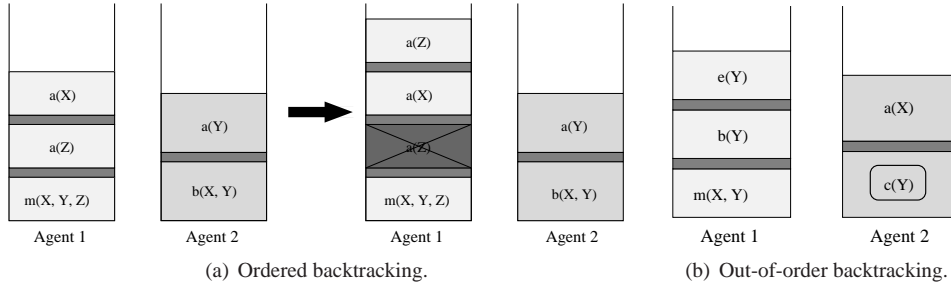 a(X)
a(Z)
m(X, Y, Z)
Agent 1
a(Y)
b(X, Y)
Agent 2
a(Z)
a(X)
a(Z)
m(X, Y, Z)
Agent 1
a(Y)
b(X, Y)
Agent 2
(a) Ordered backtracking.
e(Y)
b(Y)
m(X, Y)
Agent 1
a(X)
c(Y)
Agent 2
(b) Out-of-order backtracking.